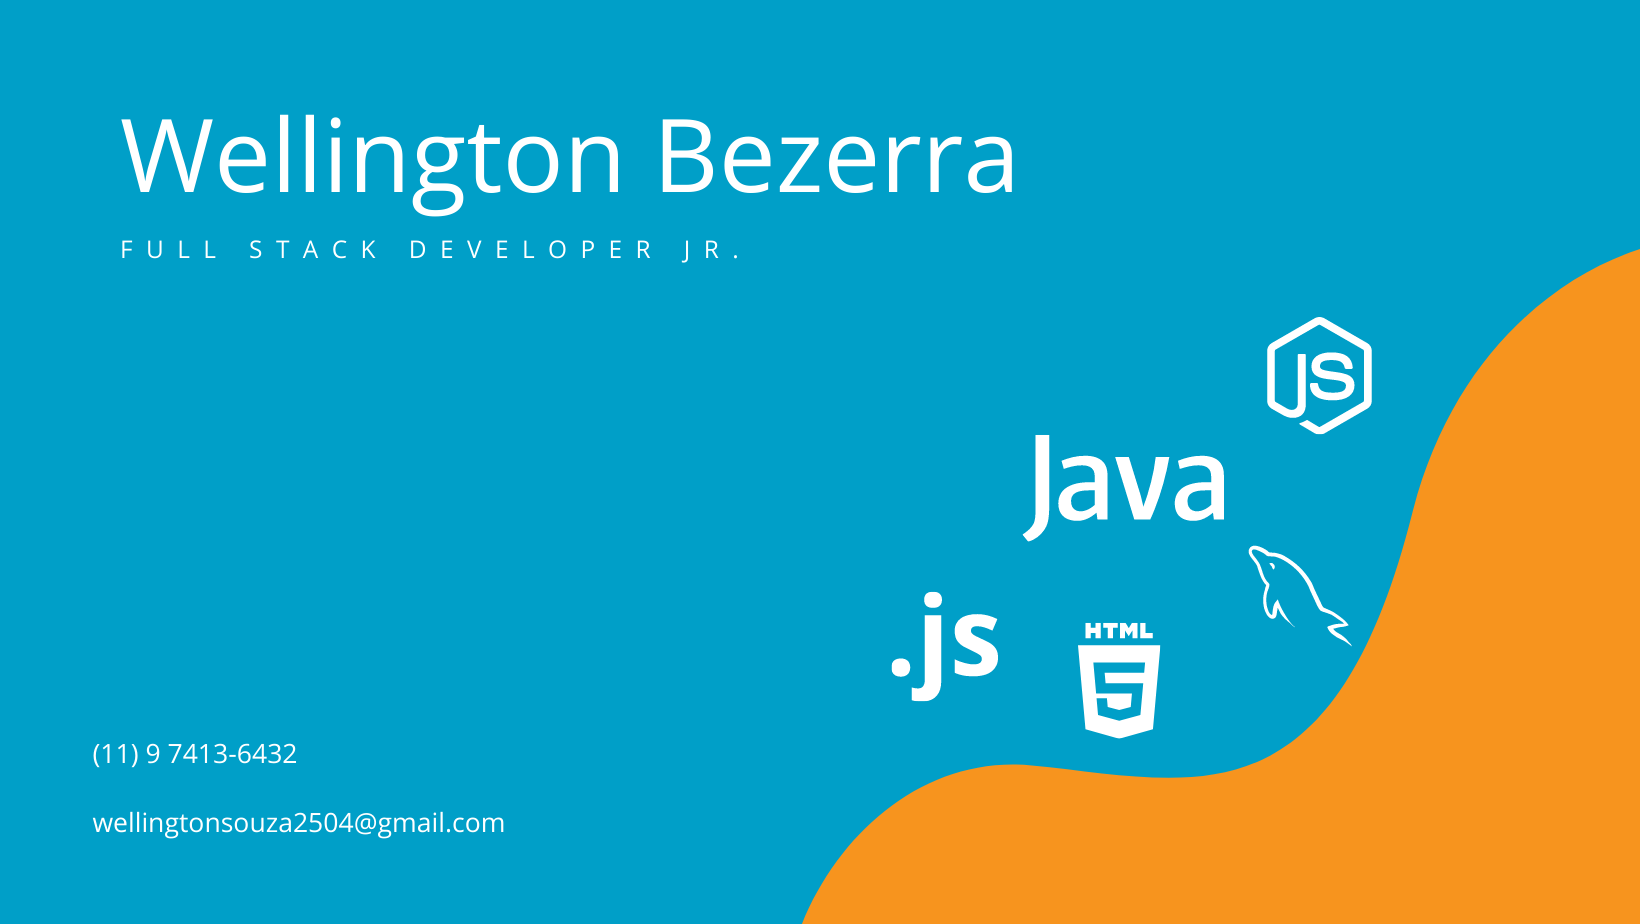 Wellington Bezerra
FULL STACK DEVELOPER JR.
JS
Java
.js
HTML
5
(11) 9 7413-6432
wellingtonsouza2504@gmail.com